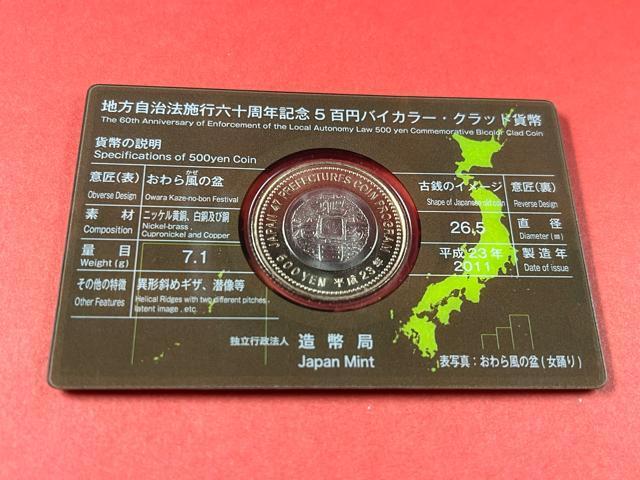 地方自治法施行六十周年記念5百円バイカラー・クラッド貨幣
The 60th Anniversary of Enforcement of the Local Autonomy Law 500 yen Commemorative Bicolor Clad Coin
貨幣の説明
Specifications of 500yen Coin
意匠(表) おわら風の盆
かぜ
Obverse Design Owara Kaze-no-bon Festival
古銭のイメージ 意匠(裏)
Shape of Japanese old coin Reverse Design
素材 ニッケル黄銅、白銅及び銅
Composition Nickel-brass, Cupronickel and Copper
26.5 直径
Diameter (㎜)
量目 7.1
Weight (g)
平成23年 製造年
2011 Date of issue
その他の特徴 異形斜めギザ、潜像等
Other Features Helical Ridges with two different pitches, latent image, etc.
JAPAN 47 PREFECTURES COIN PROGRAM
500YEN 平成23年
独立行政法人 造幣局
Japan Mint
表写真：おわら風の盆(女踊り)